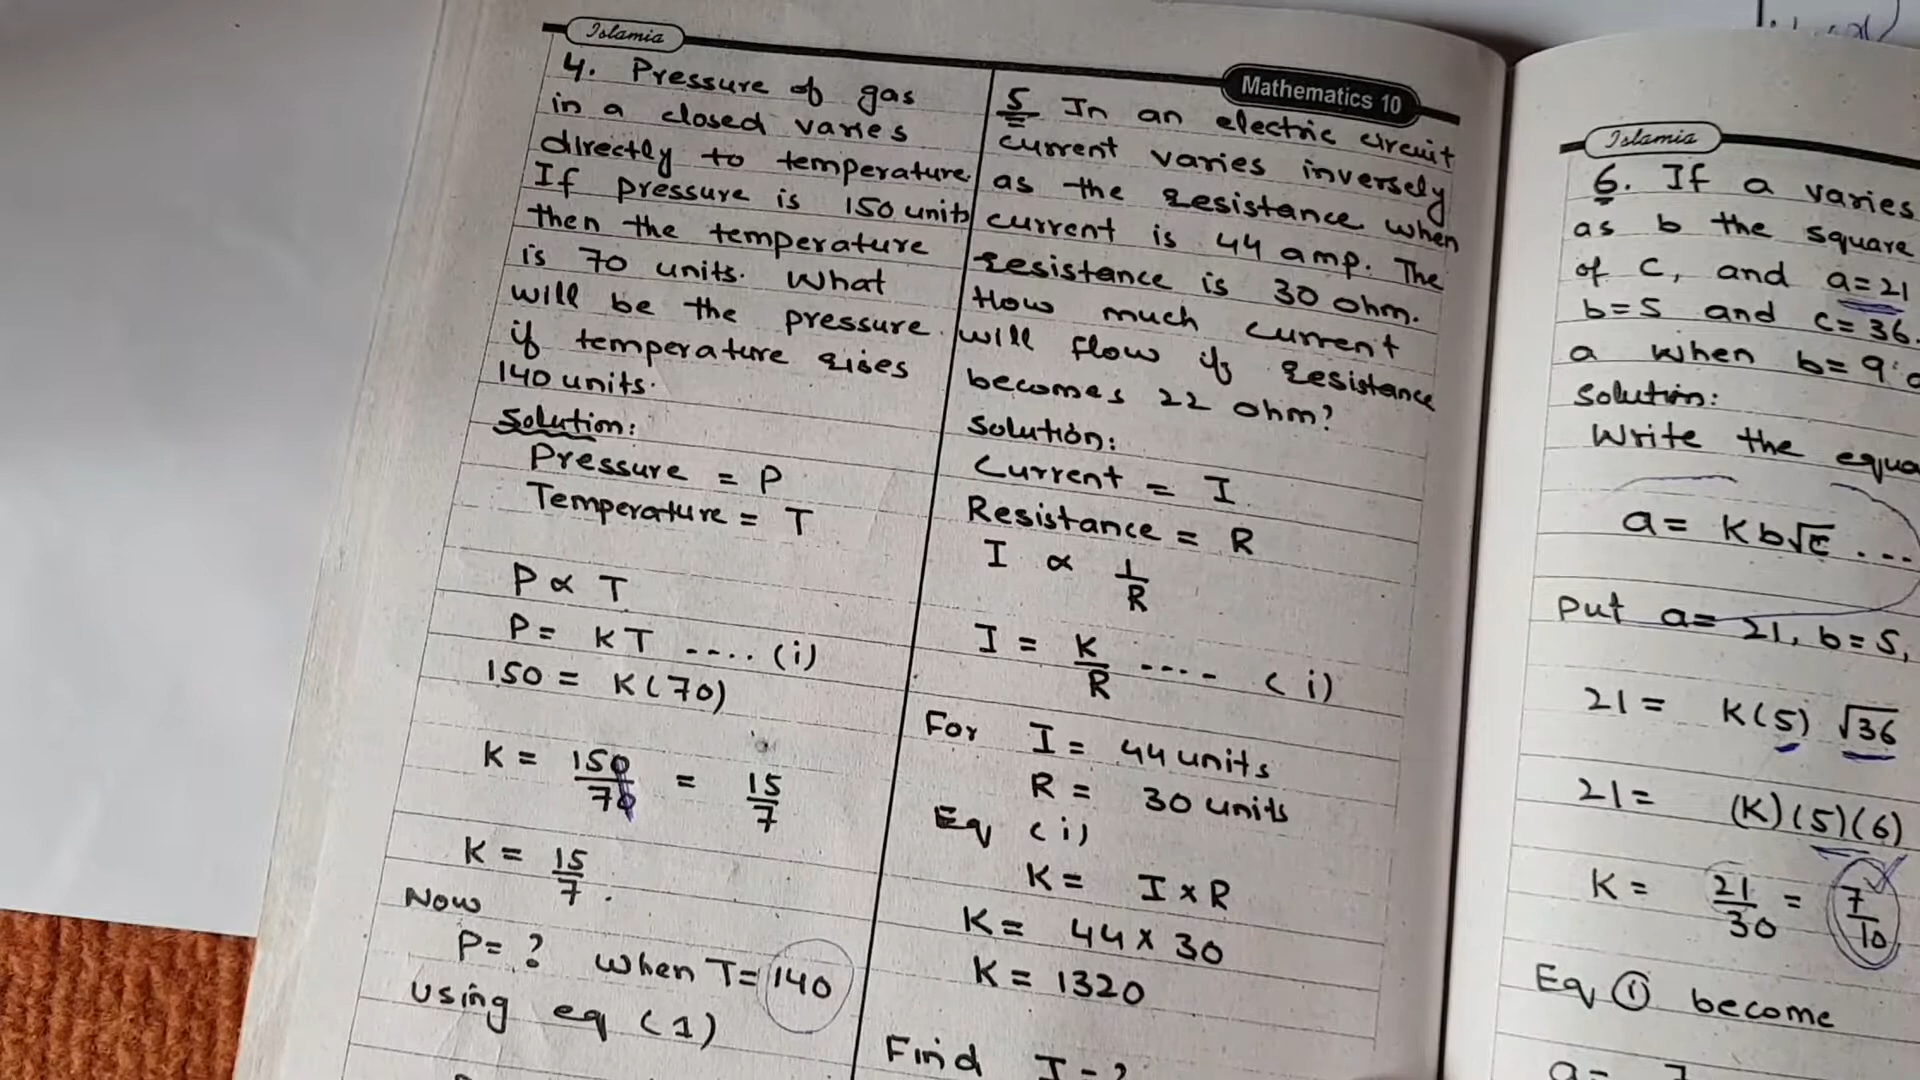 Islamia
Mathematics 10
4. Pressure of gas
in a closed varies
directly to temperature.
If pressure is 150 units
then the temperature
is 70 units. What
will be the pressure
if temperature rises
140 units.
Solution:
Pressure = P
Temperature = T
P ∝ T
P = KT .... (i)
150 = K(70)
K = 150/70 = 15/7
K = 15/7.
Now
P = ? when T = 140
using eq (1)
5 In an electric circuit
current varies inversely
as the resistance when
current is 44 amp. The
resistance is 30 ohm.
How much current
will flow if resistance
becomes 22 ohm?
Solution:
Current = I
Resistance = R
I ∝ 1/R
I = K/R .... (i)
For I = 44 units
R = 30 units
Eq (i)
K = I × R
K = 44 × 30
K = 1320
Find I = ?
Islamia
6. If a varies
as b the square
of c, and a = 21
b = 5 and c = 36.
a when b = 9
Solution:
Write the
a = Kb√c ...
put a = 21, b = 5,
21 = K(5) √36
21 = (K)(5)(6)
K = 21/30 = 7/10
Eq ① become
a = 7